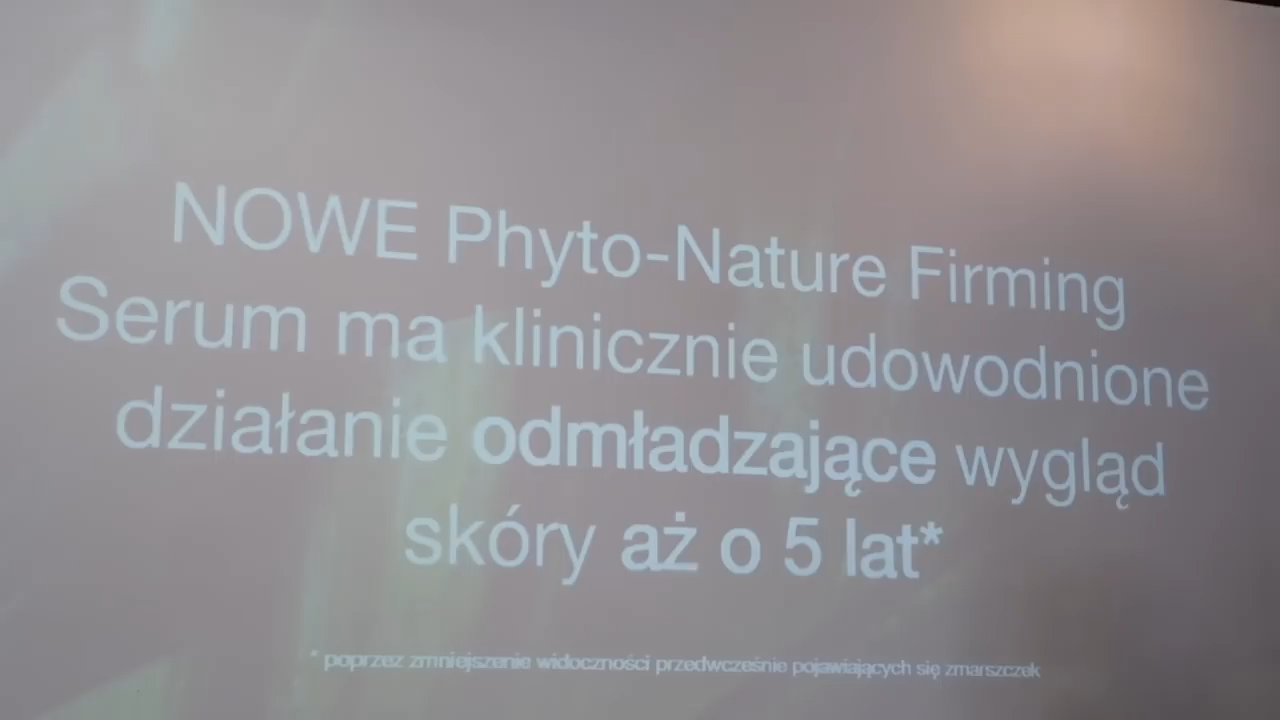 NOWE Phyto-Nature Firming
Serum ma klinicznie udowodnione
działanie odmładzające wygląd
skóry aż o 5 lat*
* poprzez zmniejszenie widoczności przedwcześnie pojawiających się zmarszczek